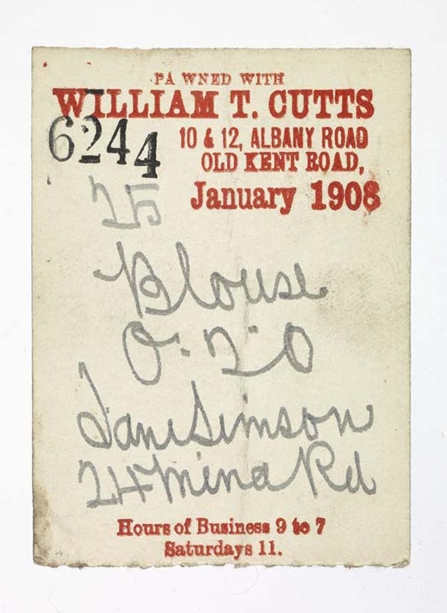 PAWNED WITH
WILLIAM T. CUTTS
6244
10 & 12, ALBANY ROAD
OLD KENT ROAD,
25 January 1908
Blouse
0·2·0
Jane Simson
24 Mina Rd
Hours of Business 9 to 7
Saturdays 11.